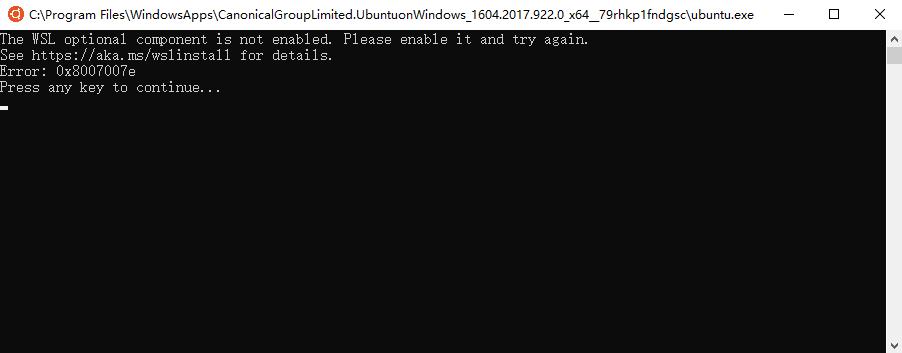 C:\Program Files\WindowsApps\CanonicalGroupLimited.UbuntuonWindows_1604.2017.922.0_x64__79rhkp1fndgsc\ubuntu.exe
The WSL optional component is not enabled. Please enable it and try again.
See https://aka.ms/wslinstall for details.
Error: 0x8007007e
Press any key to continue...